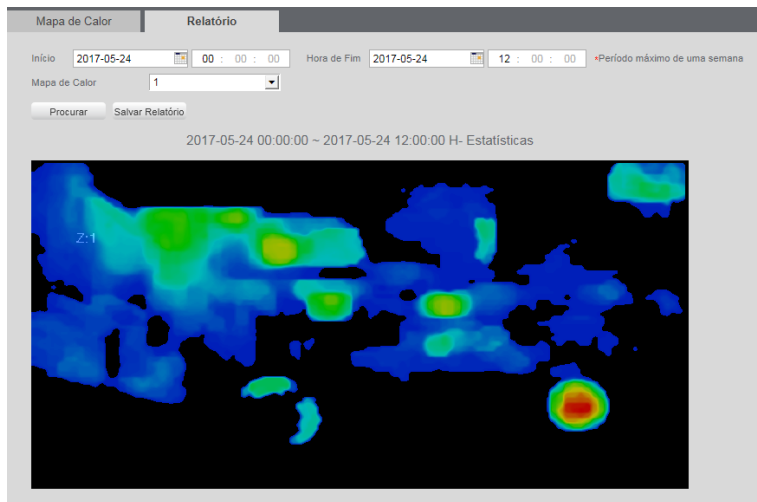 Mapa de Calor Relatório
Início 2017-05-24 00 : 00 : 00 Hora de Fim 2017-05-24 12 : 00 : 00 *Período máximo de uma semana
Mapa de Calor 1
Procurar Salvar Relatório
2017-05-24 00:00:00 ~ 2017-05-24 12:00:00 H- Estatísticas
Z:1